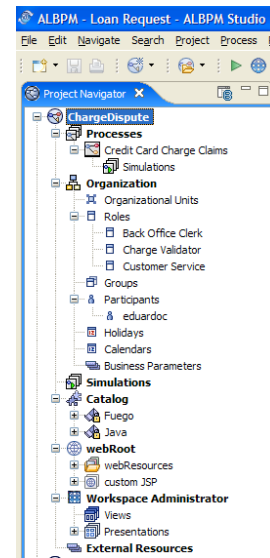 ALBPM - Loan Request - ALBPM Studio
File Edit Navigate Search Project Process
Project Navigator
ChargeDispute
Processes
Credit Card Charge Claims
Simulations
Organization
Organizational Units
Roles
Back Office Clerk
Charge Validator
Customer Service
Groups
Participants
eduardoc
Holidays
Calendars
Business Parameters
Simulations
Catalog
Fuego
Java
webRoot
webResources
custom JSP
Workspace Administrator
Views
Presentations
External Resources